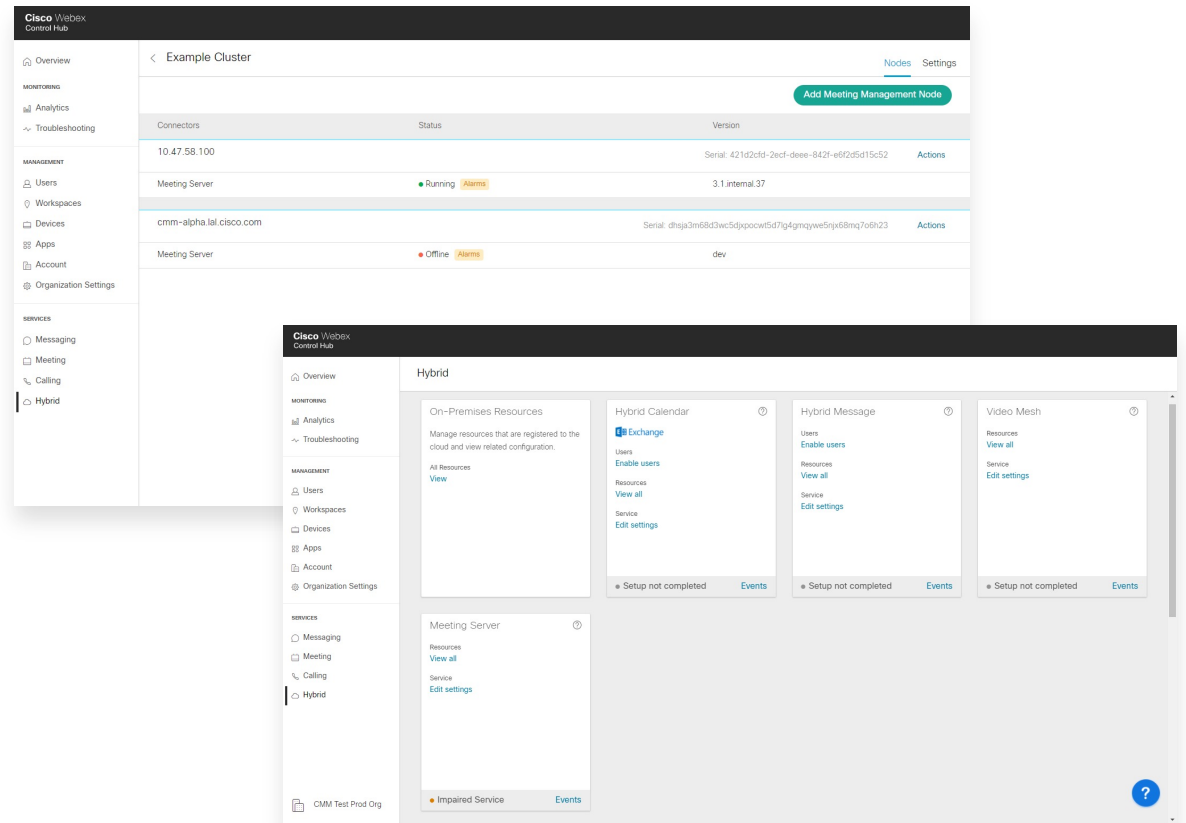 Cisco Webex
Control Hub
Overview
MONITORING
Analytics
Troubleshooting
MANAGEMENT
Users
Workspaces
Devices
Apps
Account
Organization Settings
SERVICES
Messaging
Meeting
Calling
Hybrid
Example Cluster
Nodes Settings
Add Meeting Management Node
Connectors Status Version
10.47.58.100 Serial: 421d2cfd-2ecf-deee-842f-e6f2d5d15c52 Actions
Meeting Server Running Alarms 3.1.internal.37
cmm-alpha.lal.cisco.com Serial: dhsja3m68d3wc5djxpocwt5d7lg4gmqywe5njx68mq7o6h23 Actions
Meeting Server Offline Alarms dev
Cisco Webex
Control Hub
Overview
MONITORING
Analytics
Troubleshooting
MANAGEMENT
Users
Workspaces
Devices
Apps
Account
Organization Settings
SERVICES
Messaging
Meeting
Calling
Hybrid
CMM Test Prod Org
Hybrid
On-Premises Resources
Manage resources that are registered to the
cloud and view related configuration.
All Resources
View
Hybrid Calendar ?
Exchange
Users
Enable users
Resources
View all
Service
Edit settings
Setup not completed Events
Hybrid Message ?
Users
Enable users
Resources
View all
Service
Edit settings
Setup not completed Events
Video Mesh ?
Resources
View all
Service
Edit settings
Setup not completed Events
Meeting Server ?
Resources
View all
Service
Edit settings
Impaired Service Events
?